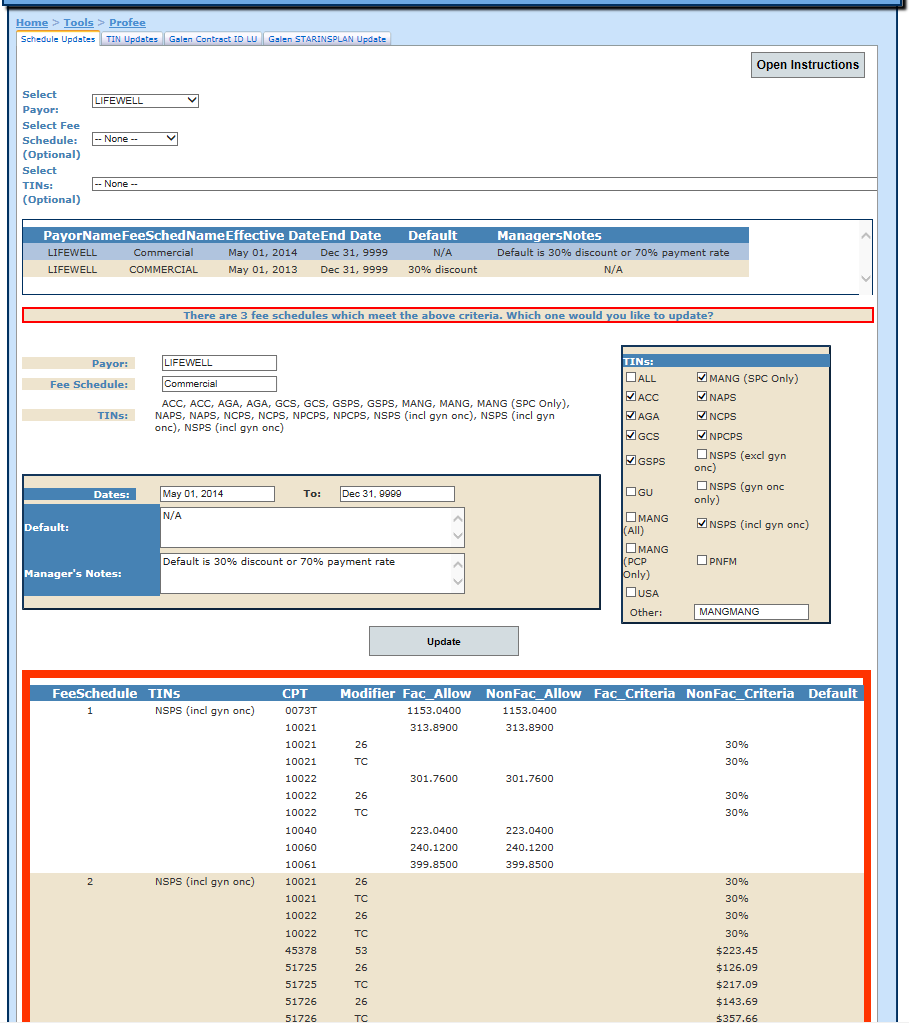 Home > Tools > Profee
Schedule Updates TIN Updates Galen Contract ID LU Galen STARINSPLAN Update
Open Instructions
Select Payor: LIFEWELL
Select Fee Schedule: (Optional) -- None --
Select TINs: (Optional) -- None --
PayorName FeeSchedName Effective Date End Date Default ManagersNotes
LIFEWELL Commercial May 01, 2014 Dec 31, 9999 N/A Default is 30% discount or 70% payment rate
LIFEWELL COMMERCIAL May 01, 2013 Dec 31, 9999 30% discount N/A
There are 3 fee schedules which meet the above criteria. Which one would you like to update?
Payor: LIFEWELL
Fee Schedule: Commercial
TINs: ACC, ACC, AGA, AGA, GCS, GCS, GSPS, GSPS, MANG, MANG, MANG (SPC Only),
NAPS, NAPS, NCPS, NCPS, NPCPS, NPCPS, NSPS (incl gyn onc), NSPS (incl gyn
onc), NSPS (incl gyn onc)
TINs:
ALL MANG (SPC Only)
ACC NAPS
AGA NCPS
GCS NPCPS
GSPS NSPS (excl gyn onc)
GU NSPS (gyn onc only)
MANG (All) NSPS (incl gyn onc)
MANG (PCP Only) PNFM
USA
Other: MANGMANG
Dates: May 01, 2014 To: Dec 31, 9999
Default: N/A
Manager's Notes: Default is 30% discount or 70% payment rate
Update
FeeSchedule TINs CPT Modifier Fac_Allow NonFac_Allow Fac_Criteria NonFac_Criteria Default
1 NSPS (incl gyn onc) 0073T 1153.0400 1153.0400
10021 313.8900 313.8900
10021 26 30%
10021 TC 30%
10022 301.7600 301.7600
10022 26 30%
10022 TC 30%
10040 223.0400 223.0400
10060 240.1200 240.1200
10061 399.8500 399.8500
2 NSPS (incl gyn onc) 10021 26 30%
10021 TC 30%
10022 26 30%
10022 TC 30%
45378 53 $223.45
51725 26 $126.09
51725 TC $217.09
51726 26 $143.69
51726 TC $357.66